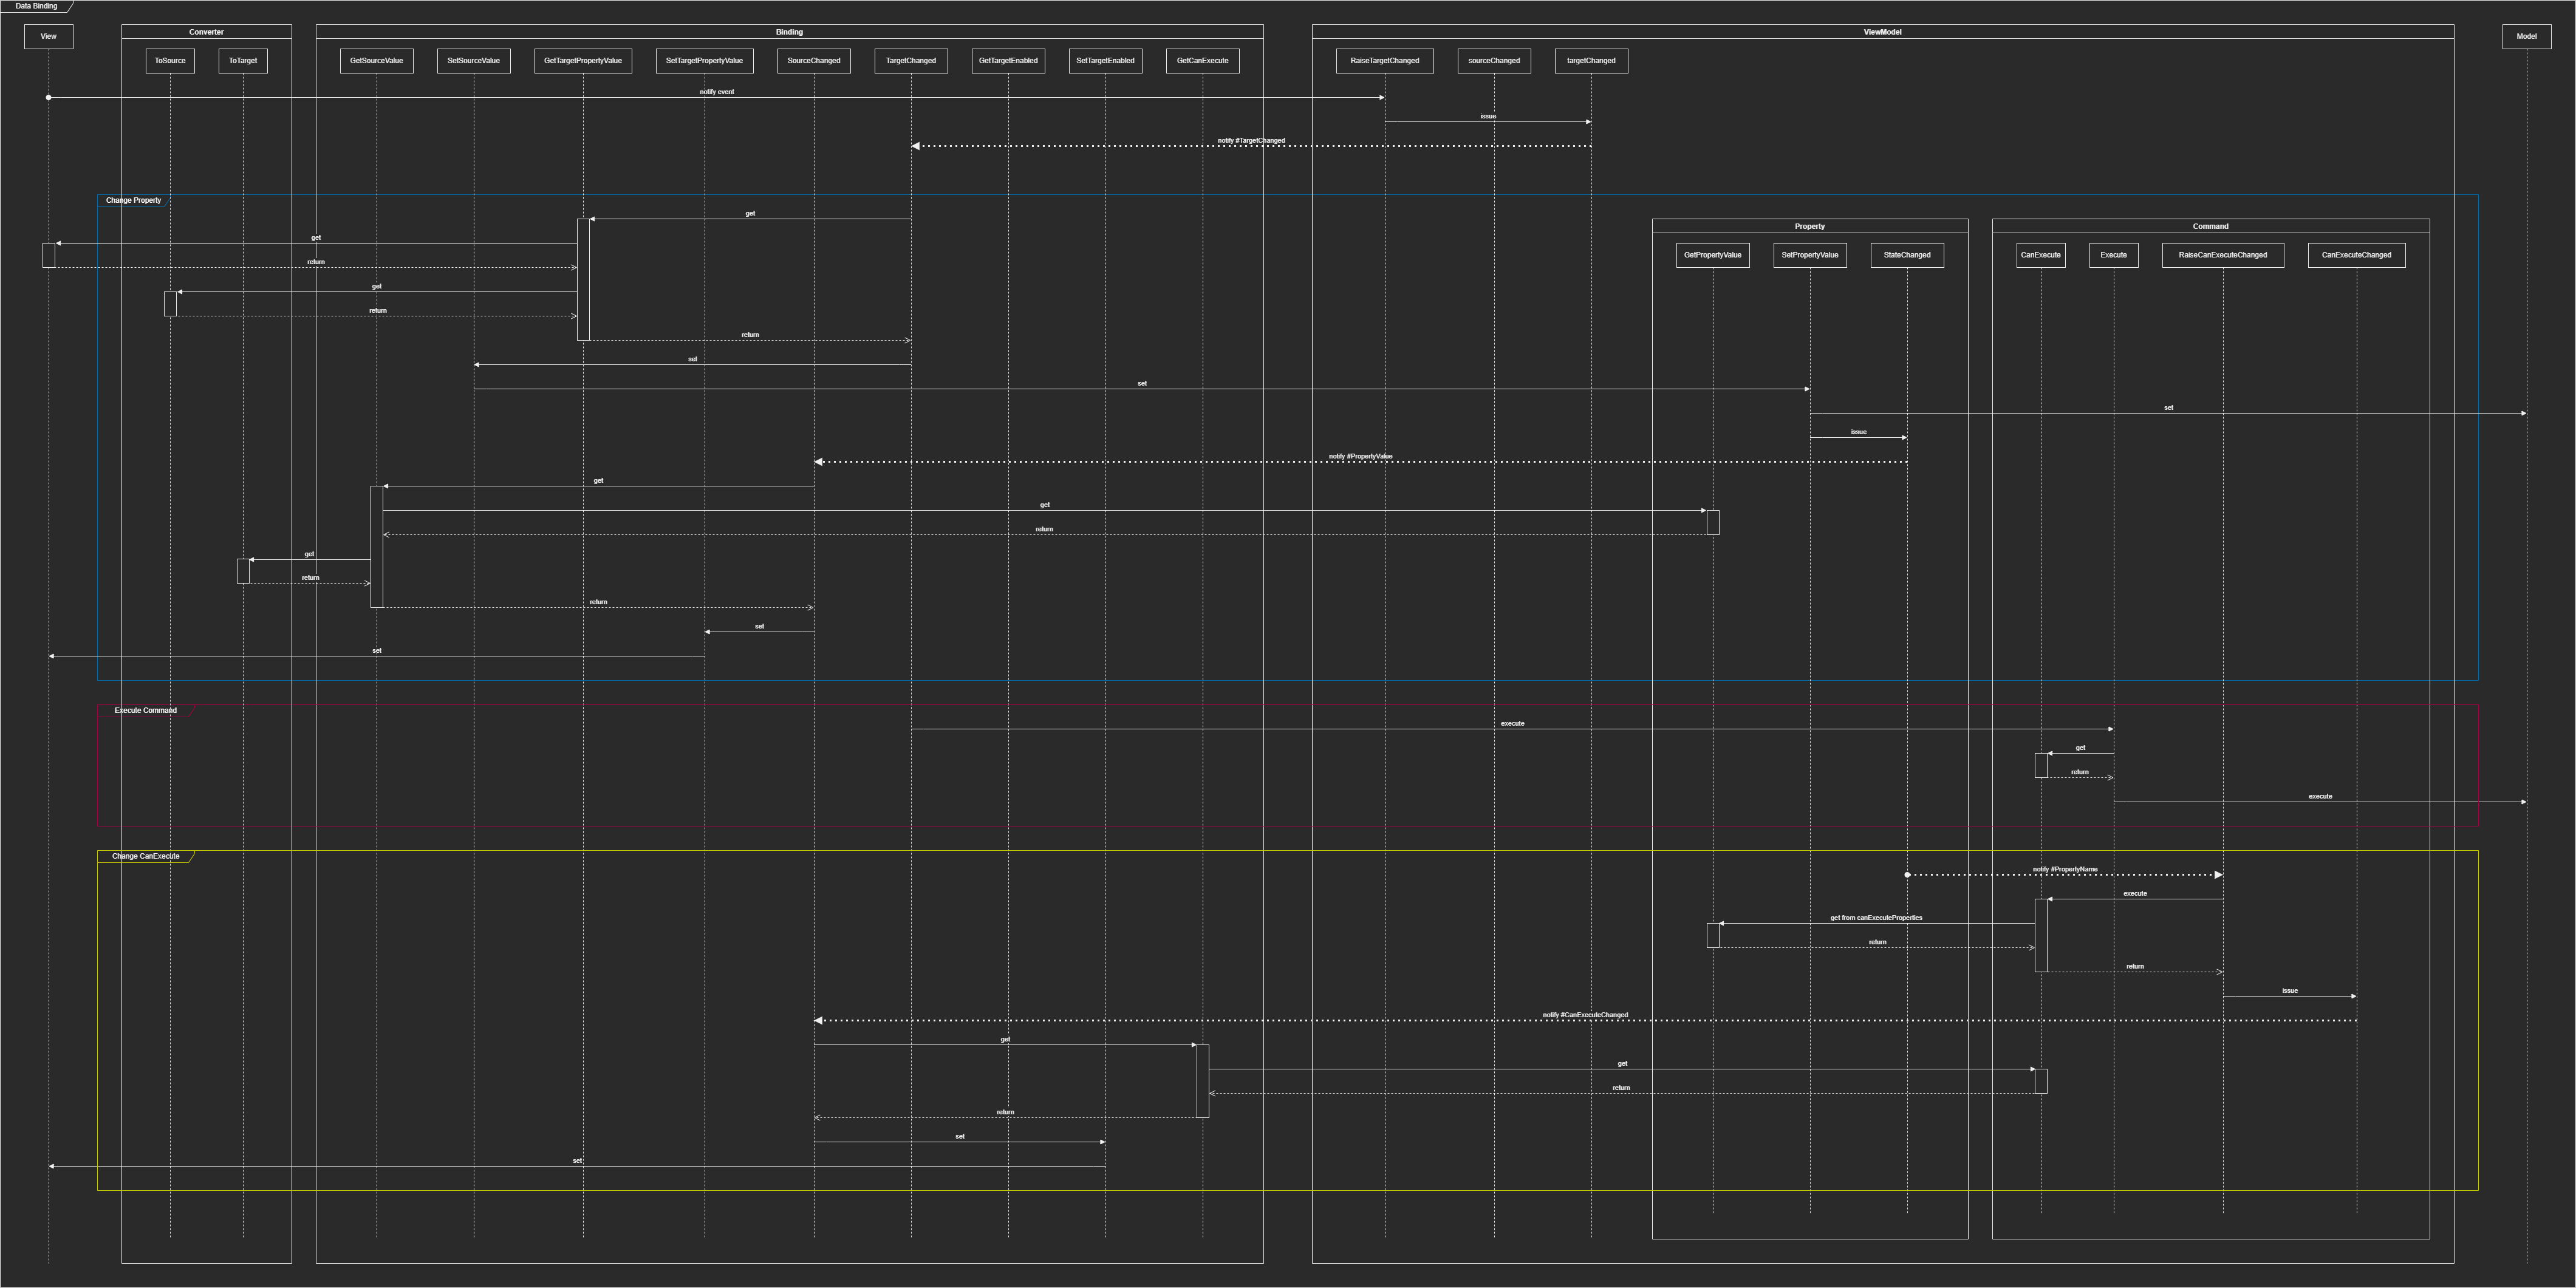 Data Binding
View
Converter
Binding
ViewModel
Model
ToSource
ToTarget
GetSourceValue
SetSourceValue
GetTargetPropertyValue
SetTargetPropertyValue
SourceChanged
TargetChanged
GetTargetEnabled
SetTargetEnabled
GetCanExecute
RaiseTargetChanged
sourceChanged
targetChanged
notify event
issue
notify #TargetChanged
Change Property
get
Property
Command
get
GetPropertyValue
SetPropertyValue
StateChanged
CanExecute
Execute
RaiseCanExecuteChanged
CanExecuteChanged
return
get
return
return
set
set
set
issue
notify #PropertyValue
get
get
return
get
return
return
set
set
Execute Command
execute
get
return
execute
Change CanExecute
notify #PropertyName
execute
get from canExecuteProperties
return
return
issue
notify #CanExecuteChanged
get
get
return
return
set
set